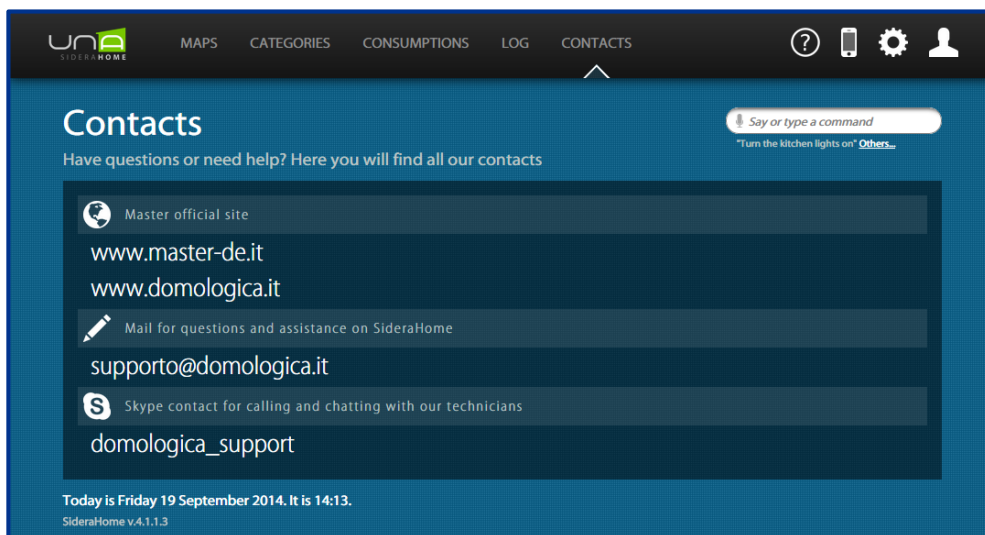 UNA
SIDERAHOME
MAPS CATEGORIES CONSUMPTIONS LOG CONTACTS
?
Contacts
Say or type a command
"Turn the kitchen lights on" Others...
Have questions or need help? Here you will find all our contacts
Master official site
www.master-de.it
www.domologica.it
Mail for questions and assistance on SideraHome
supporto@domologica.it
S Skype contact for calling and chatting with our technicians
domologica_support
Today is Friday 19 September 2014. It is 14:13.
SideraHome v.4.1.1.3